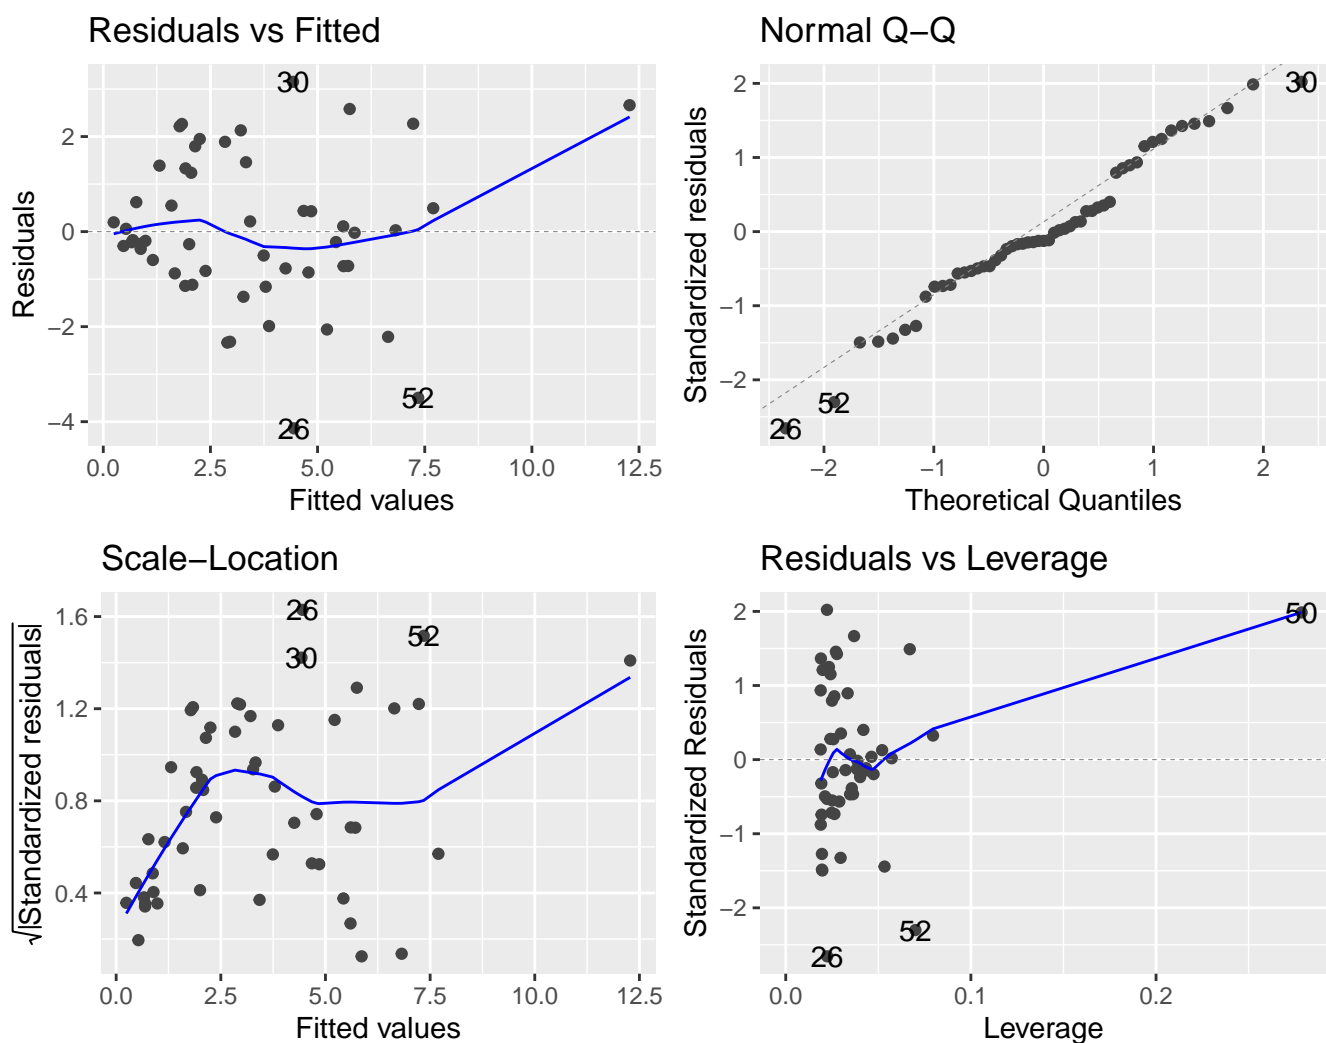 Residuals vs Fitted
Residuals
2
0
−2
−4
30
52
26
0.0 2.5 5.0 7.5 10.0 12.5
Fitted values
Normal Q−Q
Standardized residuals
2
1
0
−1
−2
30
52
26
−2 −1 0 1 2
Theoretical Quantiles
Scale−Location
√|Standardized residuals|
1.6
1.2
0.8
0.4
26
52
30
0.0 2.5 5.0 7.5 10.0 12.5
Fitted values
Residuals vs Leverage
Standardized Residuals
2
1
0
−1
−2
50
52
26
0.0 0.1 0.2
Leverage